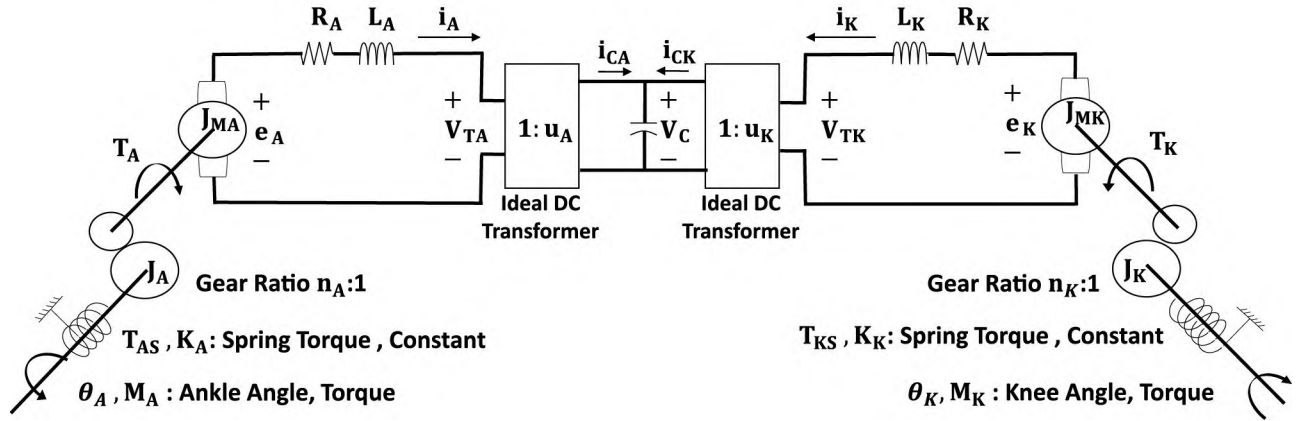 R_A L_A i_A i_K L_K R_K
i_CA i_CK
J_MA + e_A −
+ V_TA −
1: u_A
+ V_C −
1: u_K
+ V_TK −
+ e_K −
J_MK
T_A
T_K
Ideal DC Transformer
Ideal DC Transformer
J_A
J_K
Gear Ratio n_A:1
Gear Ratio n_K:1
T_AS , K_A: Spring Torque , Constant
T_KS , K_K: Spring Torque , Constant
θ_A , M_A : Ankle Angle, Torque
θ_K, M_K : Knee Angle, Torque